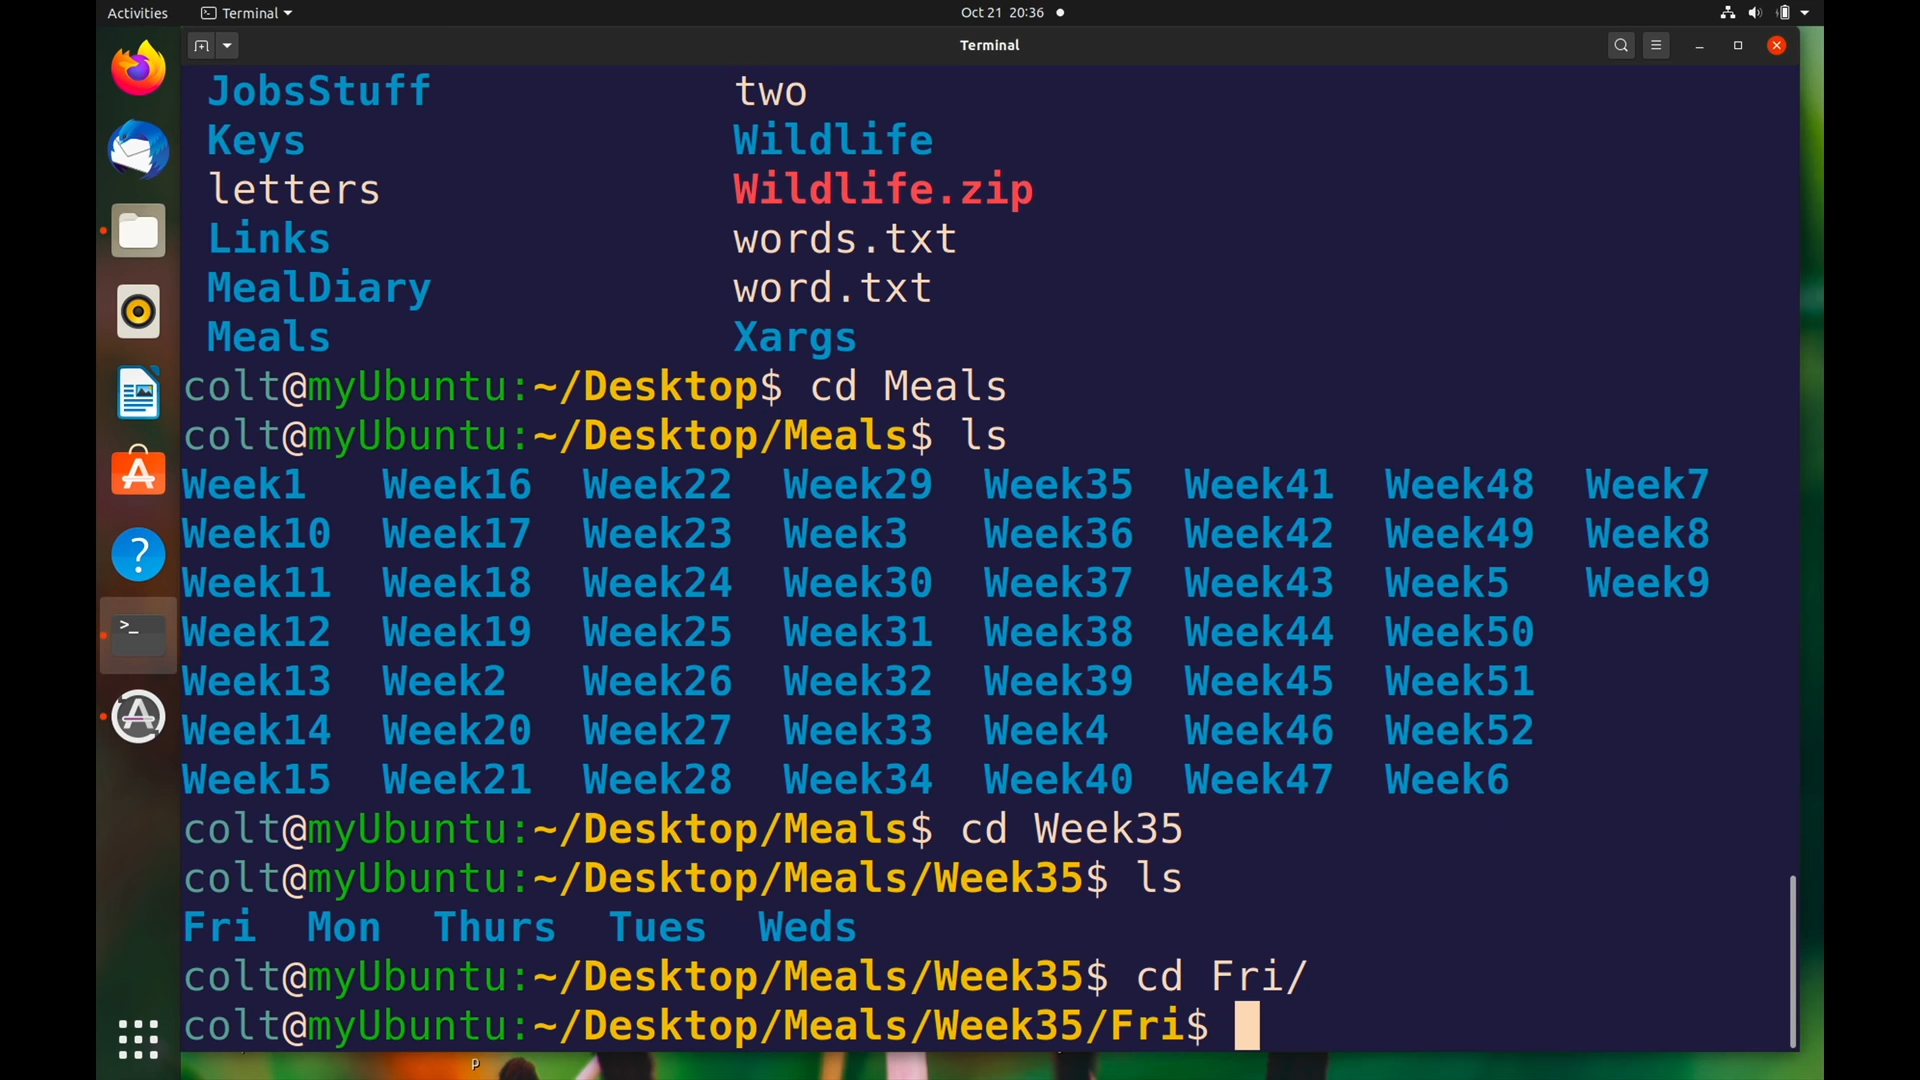 Activities Terminal Oct 21 20:36
Terminal
JobsStuff two
Keys Wildlife
letters Wildlife.zip
Links words.txt
MealDiary word.txt
Meals Xargs
colt@myUbuntu:~/Desktop$ cd Meals
colt@myUbuntu:~/Desktop/Meals$ ls
Week1 Week16 Week22 Week29 Week35 Week41 Week48 Week7
Week10 Week17 Week23 Week3 Week36 Week42 Week49 Week8
Week11 Week18 Week24 Week30 Week37 Week43 Week5 Week9
Week12 Week19 Week25 Week31 Week38 Week44 Week50
Week13 Week2 Week26 Week32 Week39 Week45 Week51
Week14 Week20 Week27 Week33 Week4 Week46 Week52
Week15 Week21 Week28 Week34 Week40 Week47 Week6
colt@myUbuntu:~/Desktop/Meals$ cd Week35
colt@myUbuntu:~/Desktop/Meals/Week35$ ls
Fri Mon Thurs Tues Weds
colt@myUbuntu:~/Desktop/Meals/Week35$ cd Fri/
colt@myUbuntu:~/Desktop/Meals/Week35/Fri$
p